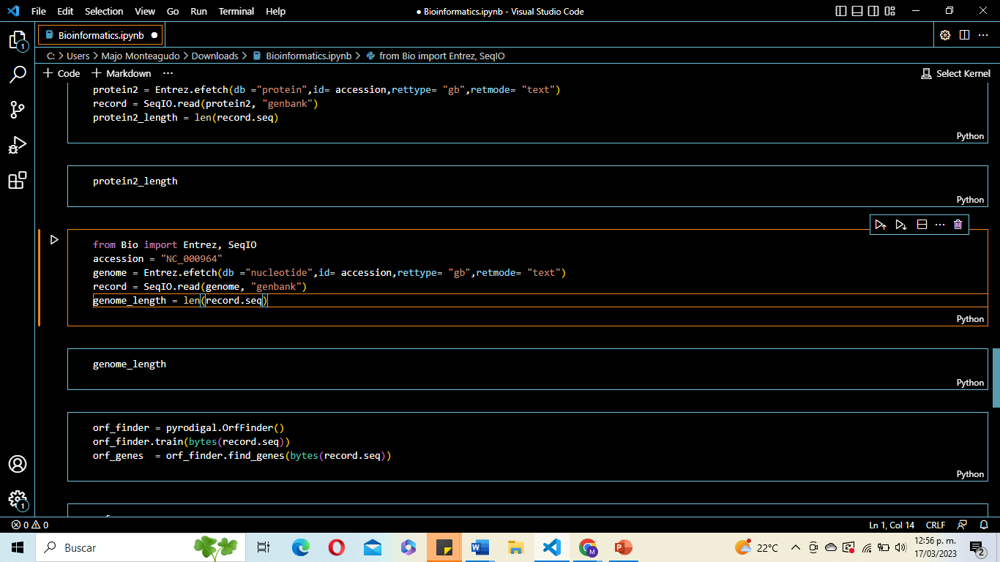 File Edit Selection View Go Run Terminal Help
● Bioinformatics.ipynb - Visual Studio Code
Bioinformatics.ipynb ●
C: > Users > Majo Monteagudo > Downloads > Bioinformatics.ipynb > from Bio import Entrez, SeqIO
+ Code + Markdown ...
Select Kernel
protein2 = Entrez.efetch(db ="protein",id= accession,rettype= "gb",retmode= "text")
record = SeqIO.read(protein2, "genbank")
protein2_length = len(record.seq)
Python
protein2_length
Python
from Bio import Entrez, SeqIO
accession = "NC_000964"
genome = Entrez.efetch(db ="nucleotide",id= accession,rettype= "gb",retmode= "text")
record = SeqIO.read(genome, "genbank")
genome_length = len(record.seq)
Python
genome_length
Python
orf_finder = pyrodigal.OrfFinder()
orf_finder.train(bytes(record.seq))
orf_genes  = orf_finder.find_genes(bytes(record.seq))
Python
1
1
0 0
Ln 1, Col 14 CRLF
Buscar
22°C
12:56 p. m.
17/03/2023
2